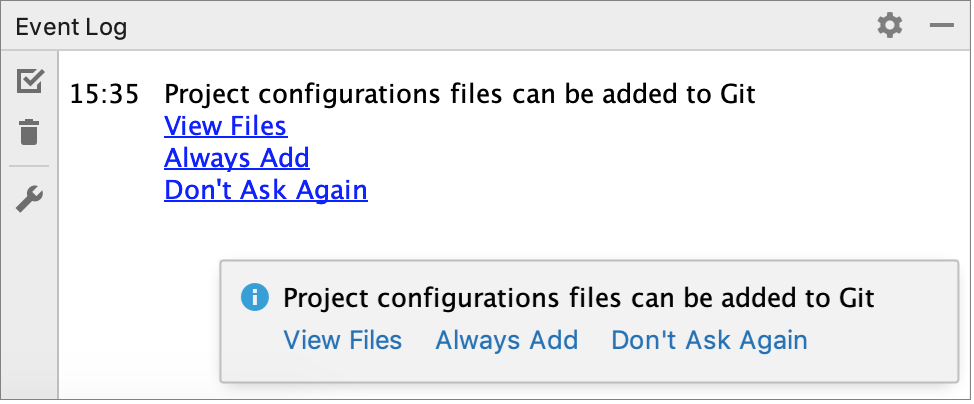 Event Log
15:35 Project configurations files can be added to Git
View Files
Always Add
Don't Ask Again
Project configurations files can be added to Git
View Files Always Add Don't Ask Again